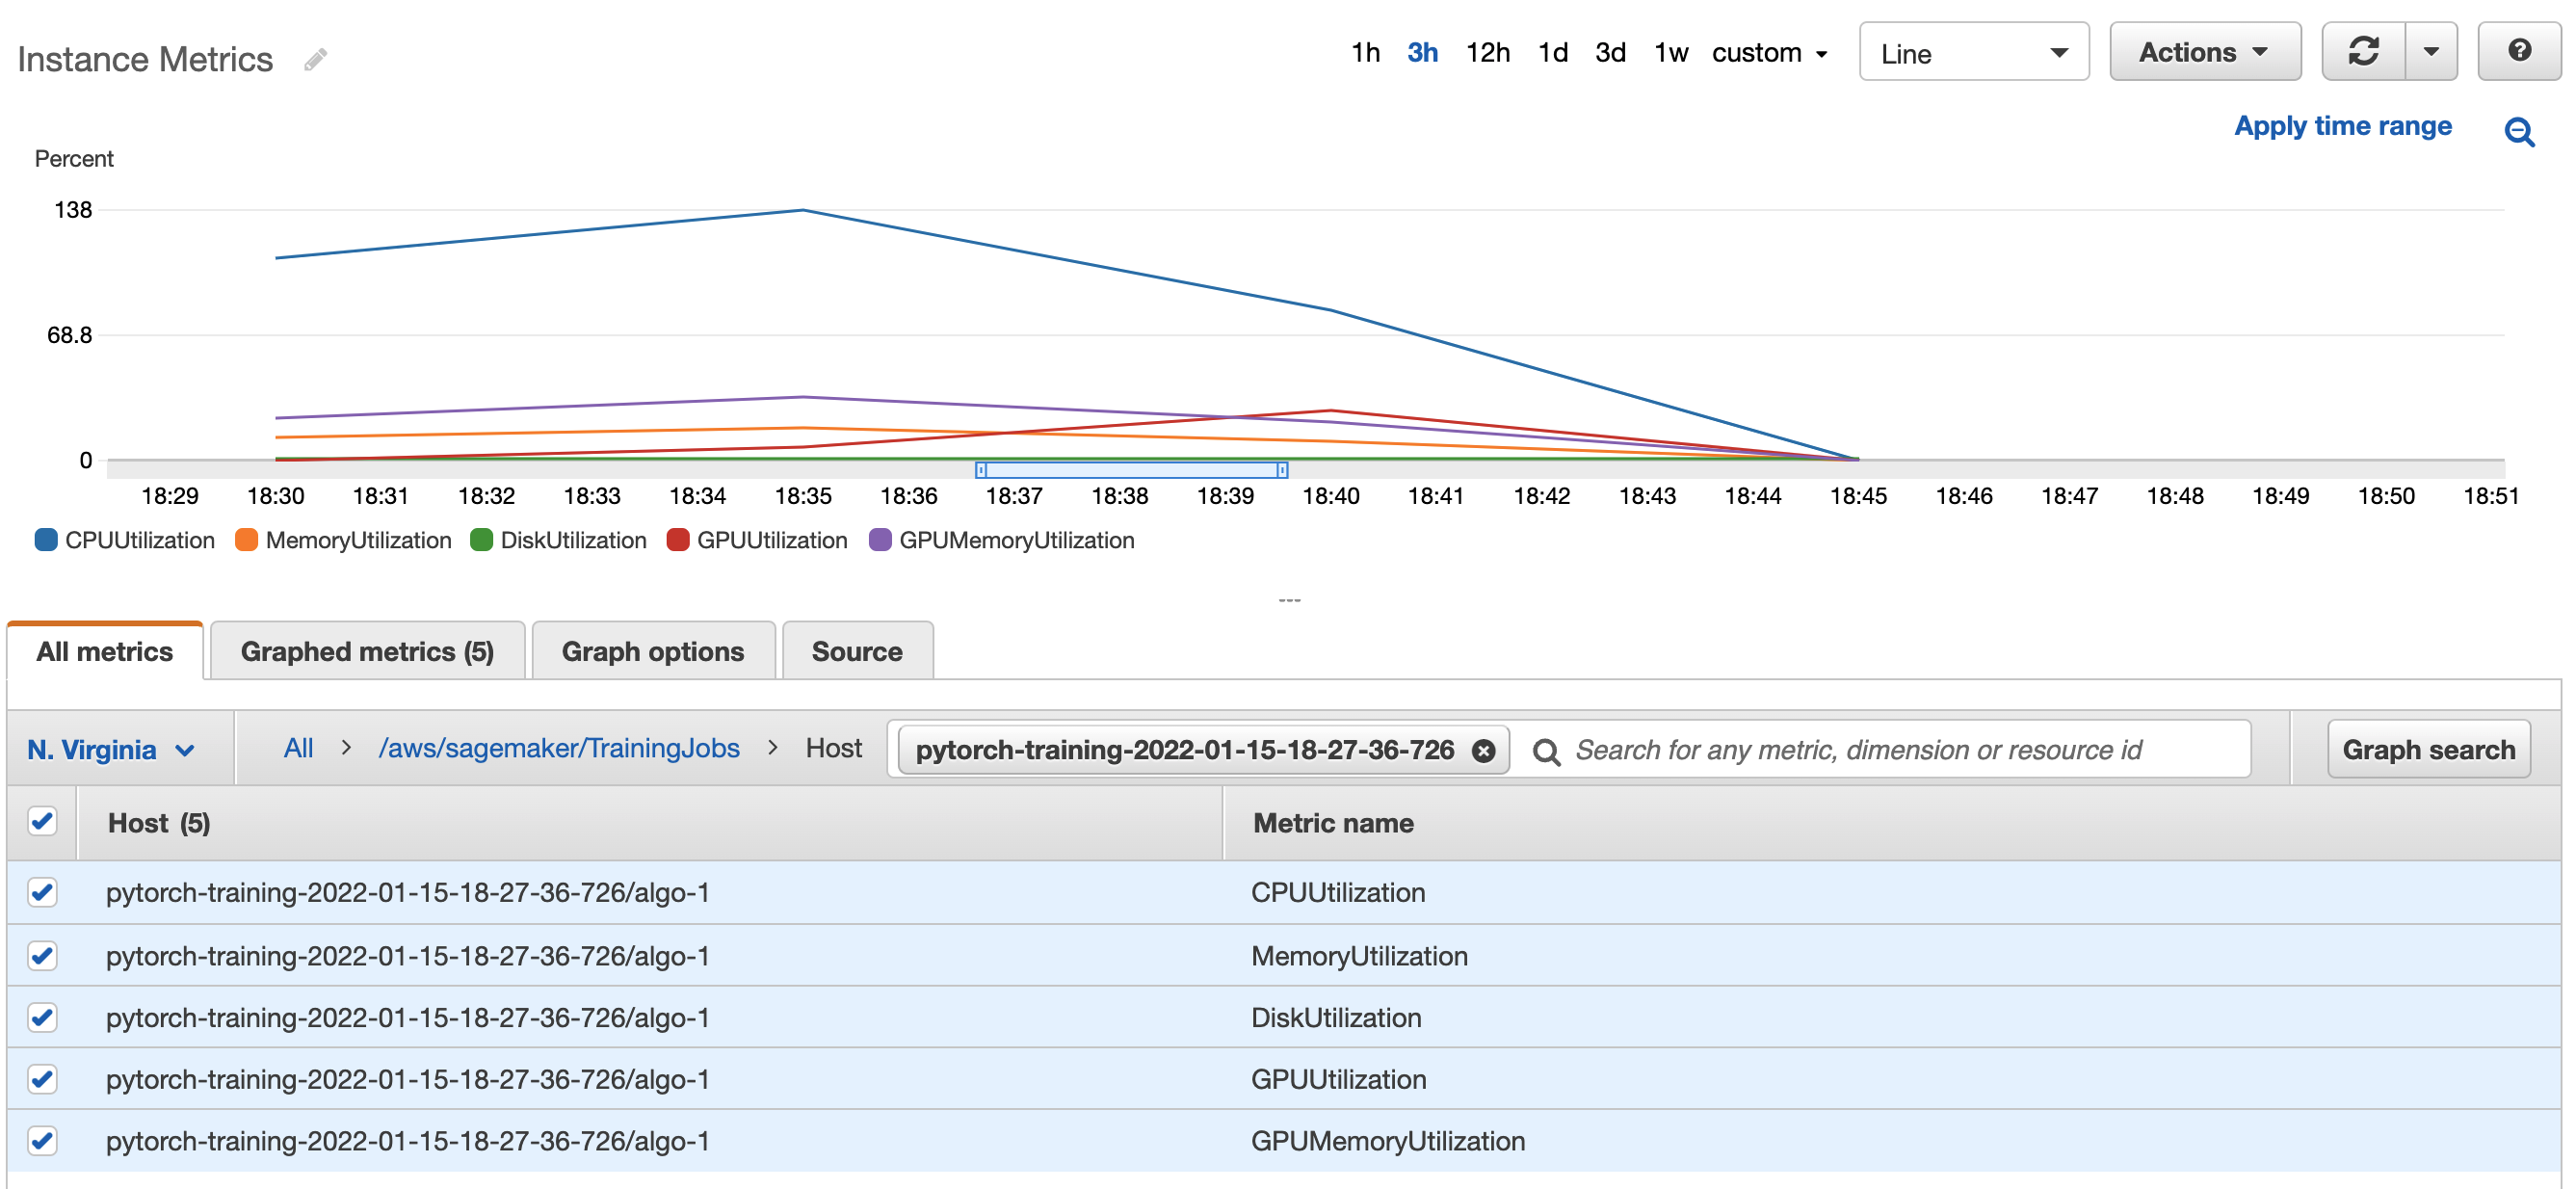 Instance Metrics 1h 3h 12h 1d 3d 1w custom Line Actions
Apply time range
Percent
138
68.8
0
18:29 18:30 18:31 18:32 18:33 18:34 18:35 18:36 18:37 18:38 18:39 18:40 18:41 18:42 18:43 18:44 18:45 18:46 18:47 18:48 18:49 18:50 18:51
CPUUtilization MemoryUtilization DiskUtilization GPUUtilization GPUMemoryUtilization
All metrics Graphed metrics (5) Graph options Source
N. Virginia All > /aws/sagemaker/TrainingJobs > Host pytorch-training-2022-01-15-18-27-36-726 Search for any metric, dimension or resource id Graph search
Host (5) Metric name
pytorch-training-2022-01-15-18-27-36-726/algo-1 CPUUtilization
pytorch-training-2022-01-15-18-27-36-726/algo-1 MemoryUtilization
pytorch-training-2022-01-15-18-27-36-726/algo-1 DiskUtilization
pytorch-training-2022-01-15-18-27-36-726/algo-1 GPUUtilization
pytorch-training-2022-01-15-18-27-36-726/algo-1 GPUMemoryUtilization